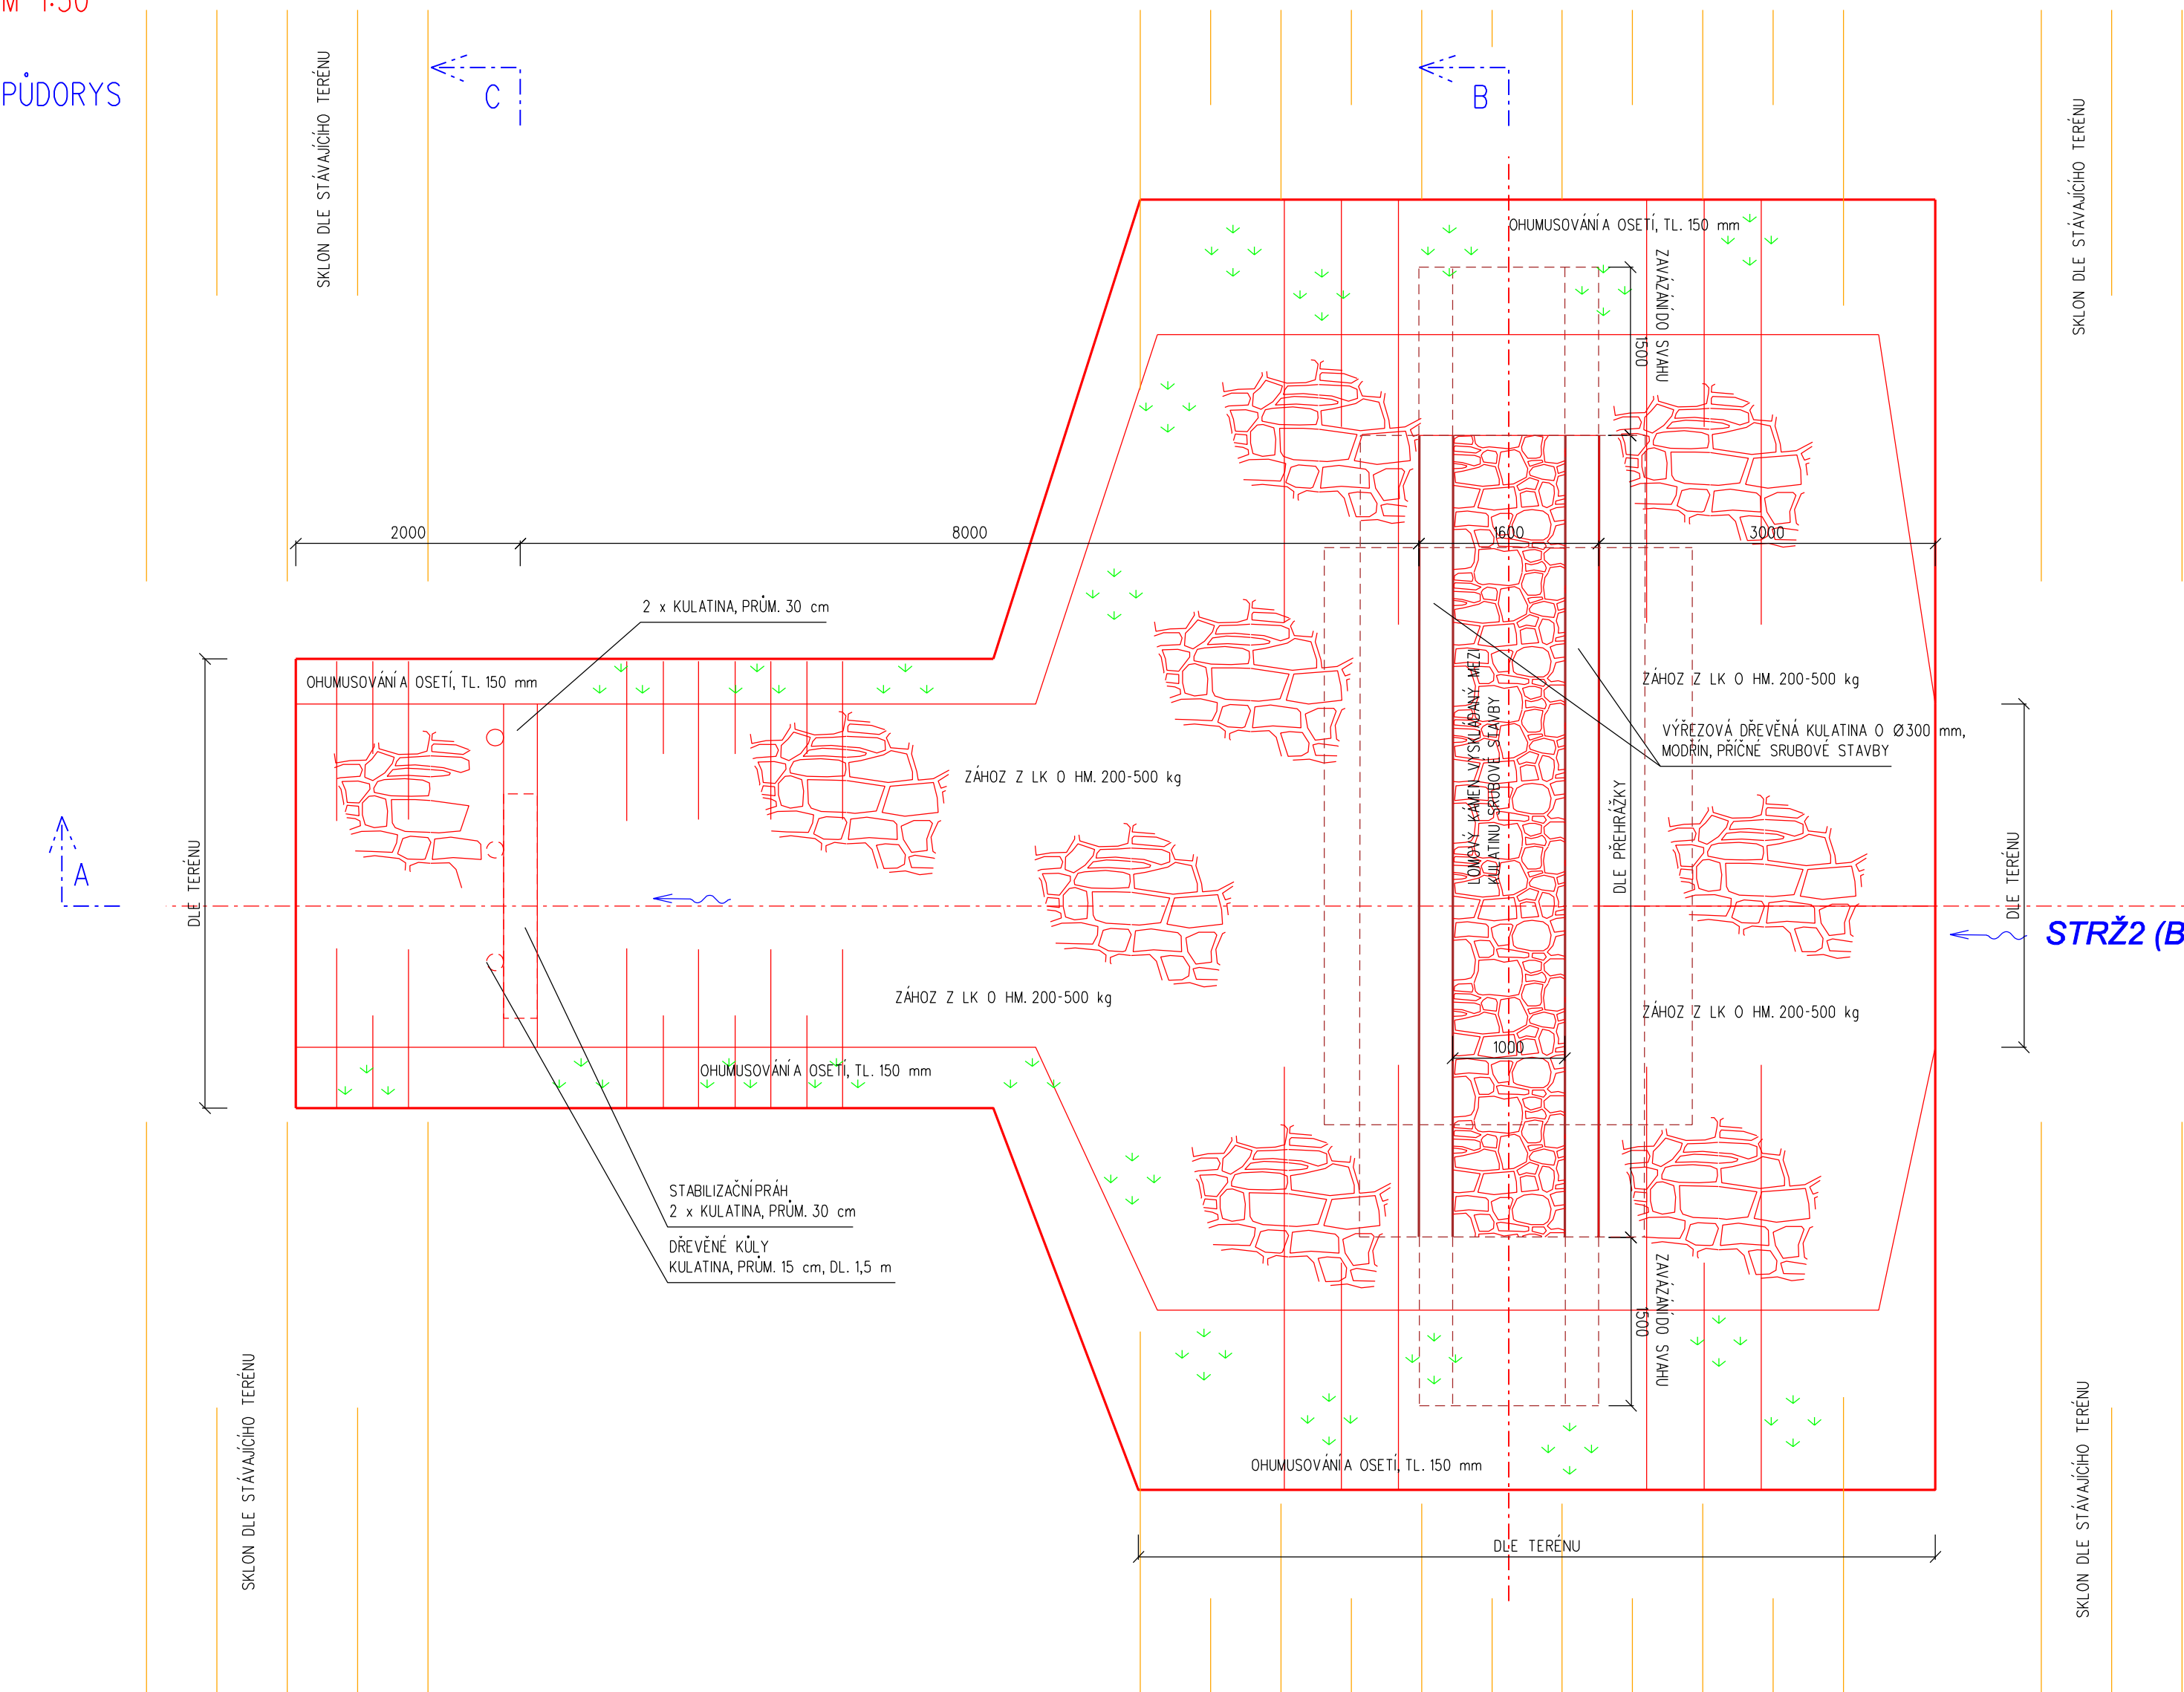 M 1:50
PŮDORYS
SKLON DLE STÁVAJÍCÍHO TERÉNU
C
B
SKLON DLE STÁVAJÍCÍHO TERÉNU
OHUMUSOVÁNÍ A OSETÍ, TL. 150 mm
ZAVÁZÁNÍ DO SVAHU
1500
2000
8000
1600
3000
2 x KULATINA, PRŮM. 30 cm
OHUMUSOVÁNÍ A OSETÍ, TL. 150 mm
ZÁHOZ Z LK O HM. 200-500 kg
LOMOVÝ KÁMEN VYSKLÁDANÝ MEZI
KULATINU SRUBOVÉ STAVBY
VÝŘEZOVÁ DŘEVĚNÁ KULATINA O Ø300 mm,
MODŘÍN, PŘÍČNÉ SRUBOVÉ STAVBY
ZÁHOZ Z LK O HM. 200-500 kg
DLE PŘEHRÁŽKY
A
DLE TERÉNU
DLE TERÉNU
STRŽ2 (B
ZÁHOZ Z LK O HM. 200-500 kg
ZÁHOZ Z LK O HM. 200-500 kg
1000
OHUMUSOVÁNÍ A OSETÍ, TL. 150 mm
STABILIZAČNÍ PRÁH
2 x KULATINA, PRŮM. 30 cm
DŘEVĚNÉ KŮLY
KULATINA, PRŮM. 15 cm, DL. 1,5 m
ZAVÁZÁNÍ DO SVAHU
1500
SKLON DLE STÁVAJÍCÍHO TERÉNU
SKLON DLE STÁVAJÍCÍHO TERÉNU
OHUMUSOVÁNÍ A OSETÍ, TL. 150 mm
DLE TERÉNU